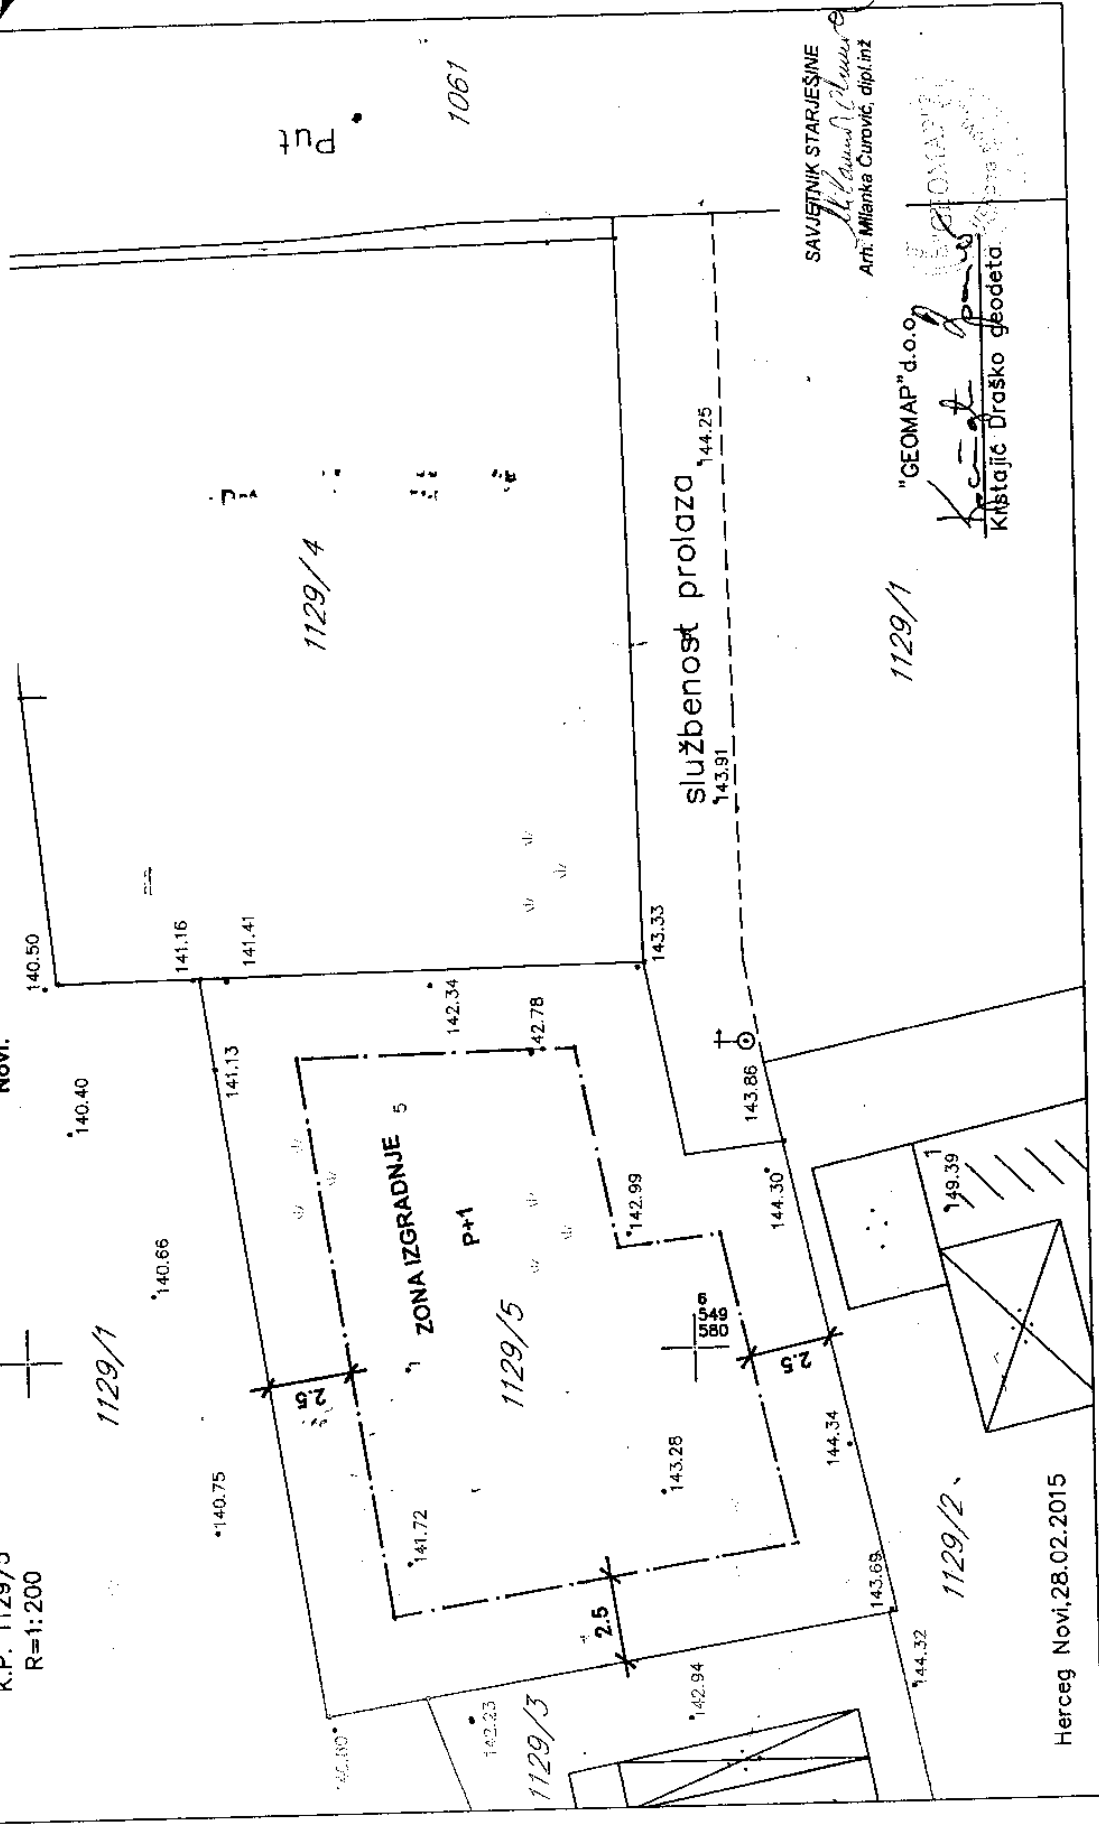 K.P. 1129/5
R=1:200
Novi.
Put
1061
1129/4
1129/1
140.50
141.16
141.41
140.40
141.13
142.34
142.78
143.33
službenost prolaza
144.25
143.91
143.86
140.66
ZONA IZGRADNJE 5
P+1
1129/5
142.99
144.30
149.39
1
6
549
580
2.5
2.5
2.5
1129/1
140.75
141.72
143.28
144.34
143.69
1129/2
144.32
142.94
142.23
1129/3
1129/1
SAVJETNIK STARJEŠINE
Arh. Milanka Čurović, dipl.inž
"GEOMAP"d.o.o.
Krstajić Draško geodeta
"GEOMAP"
Herceg Novi,28.02.2015